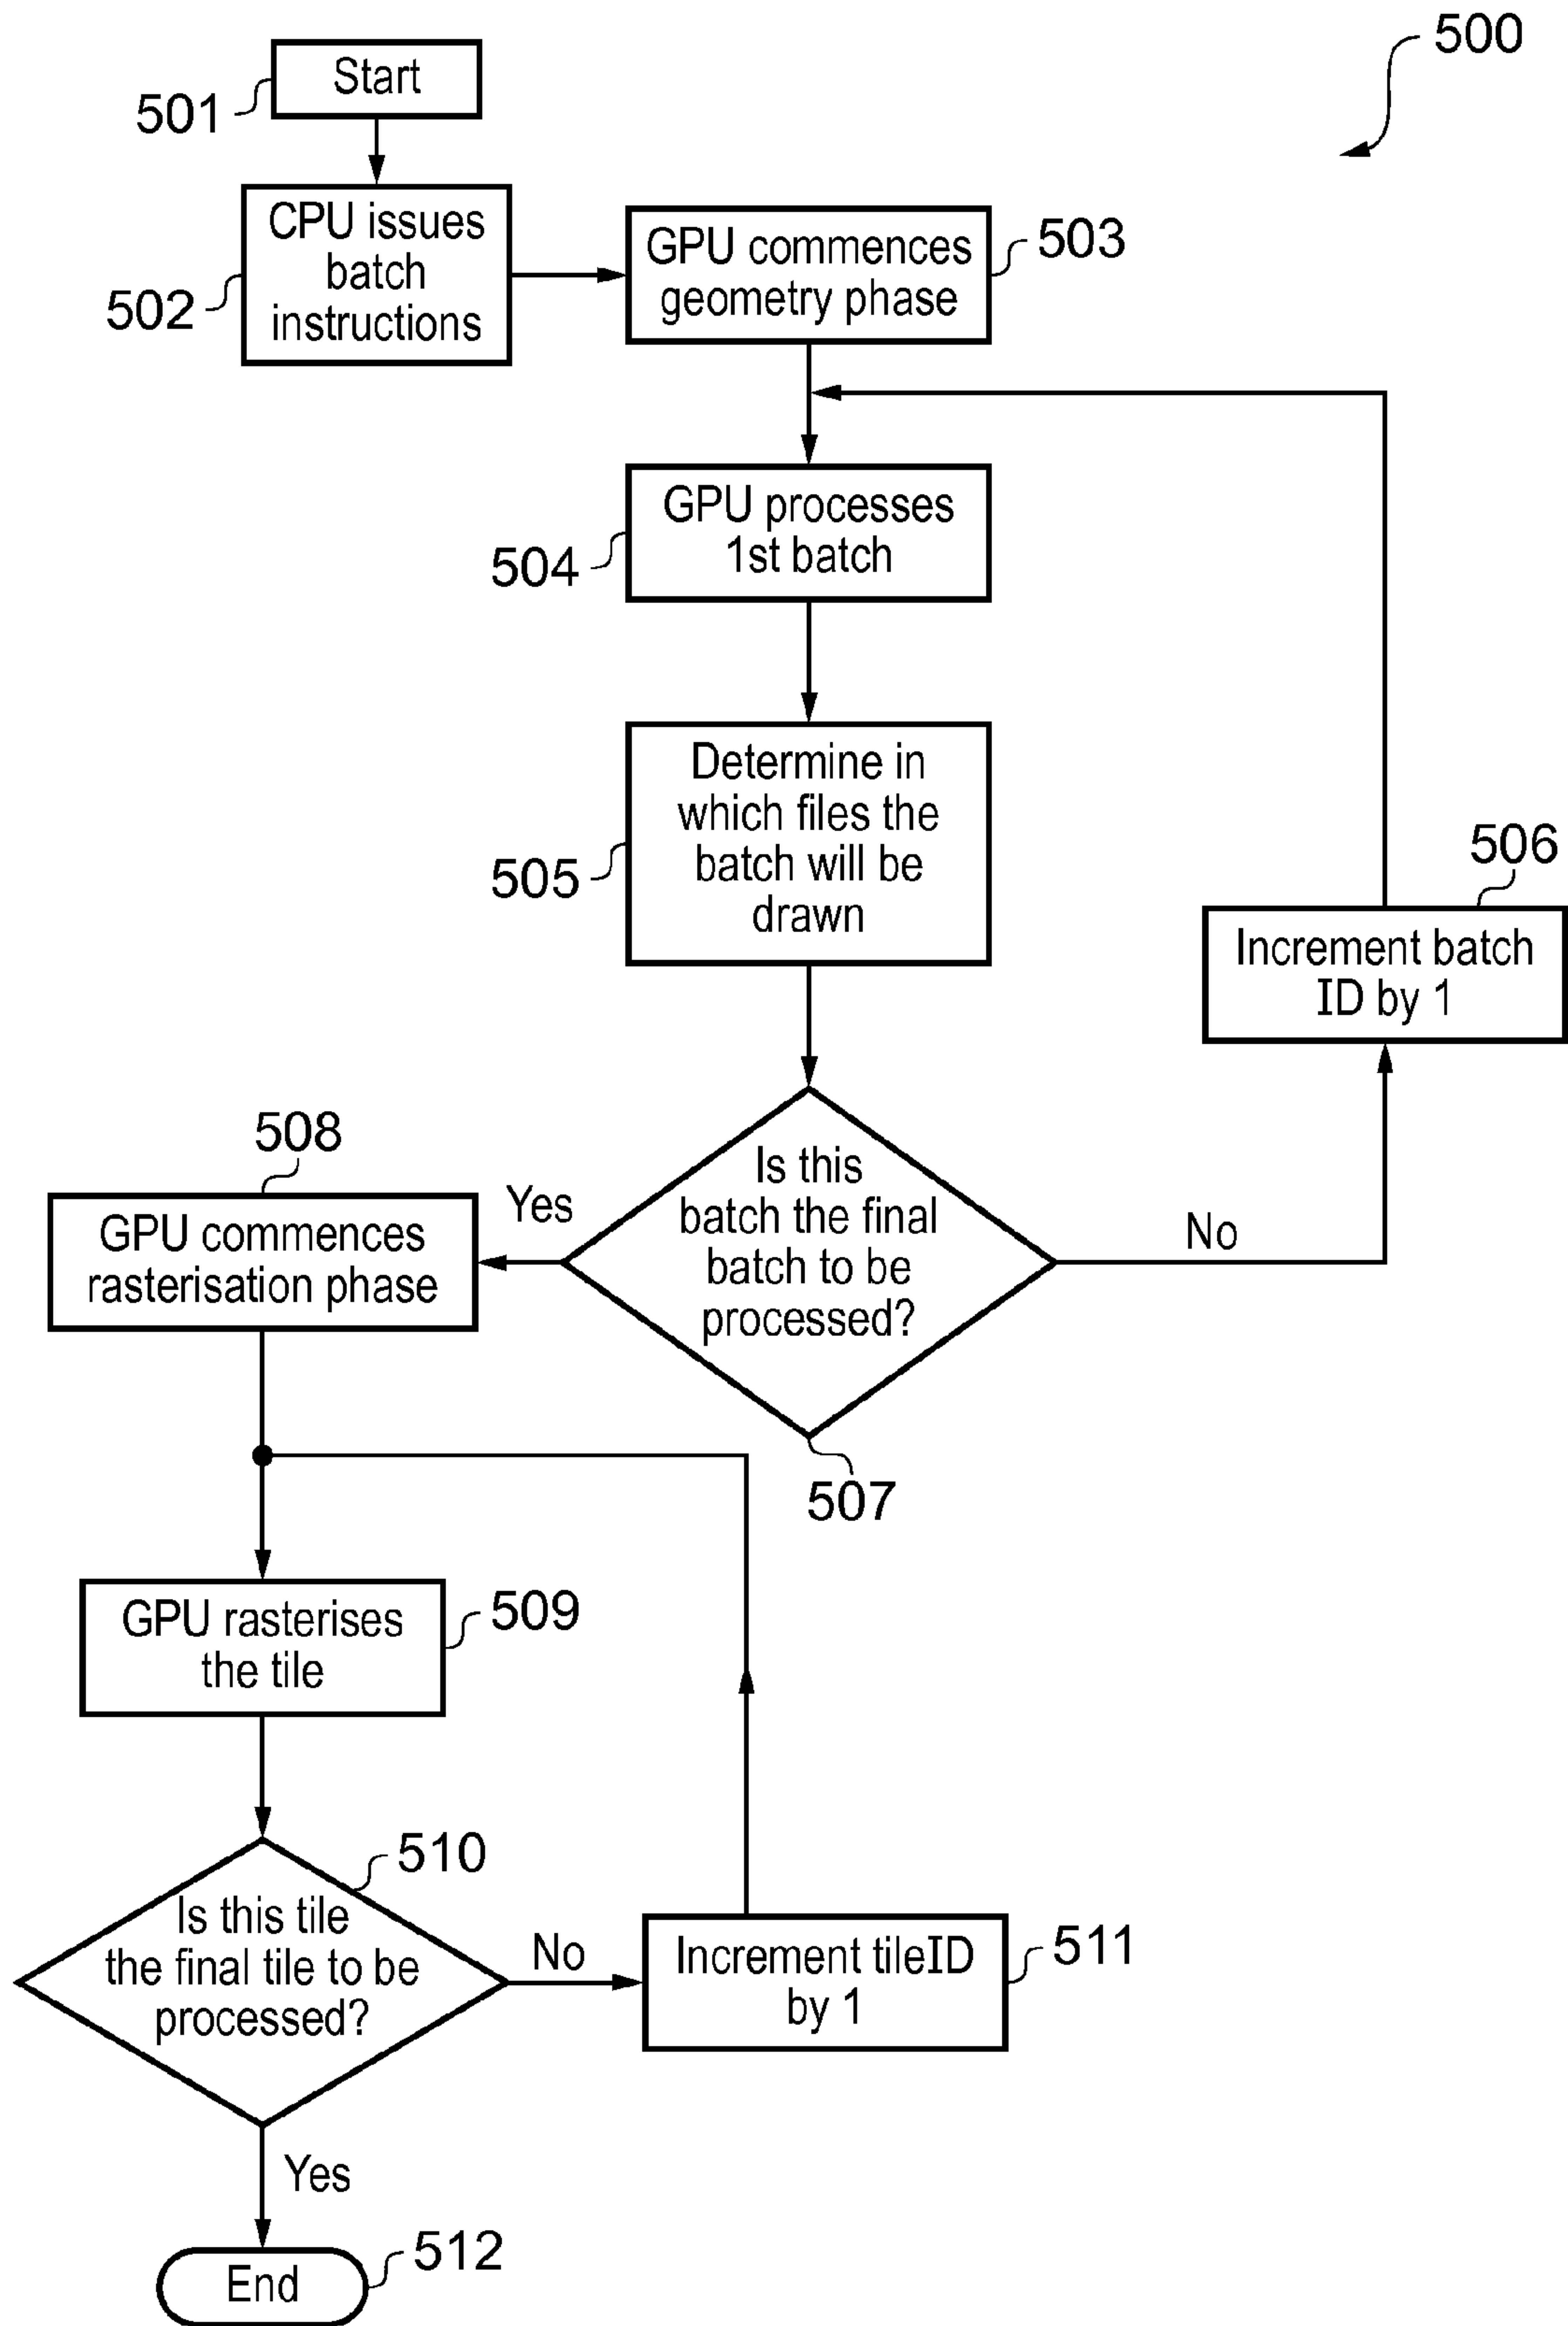 500
Start
501
CPU issues
batch
instructions
502
GPU commences
geometry phase
503
GPU processes
1st batch
504
Determine in
which files the
batch will be
drawn
505
506
Increment batch
ID by 1
Is this
batch the final
batch to be
processed?
Yes
No
507
508
GPU commences
rasterisation phase
GPU rasterises
the tile
509
510
Is this tile
the final tile to be
processed?
No
Increment tileID
by 1
511
Yes
End
512